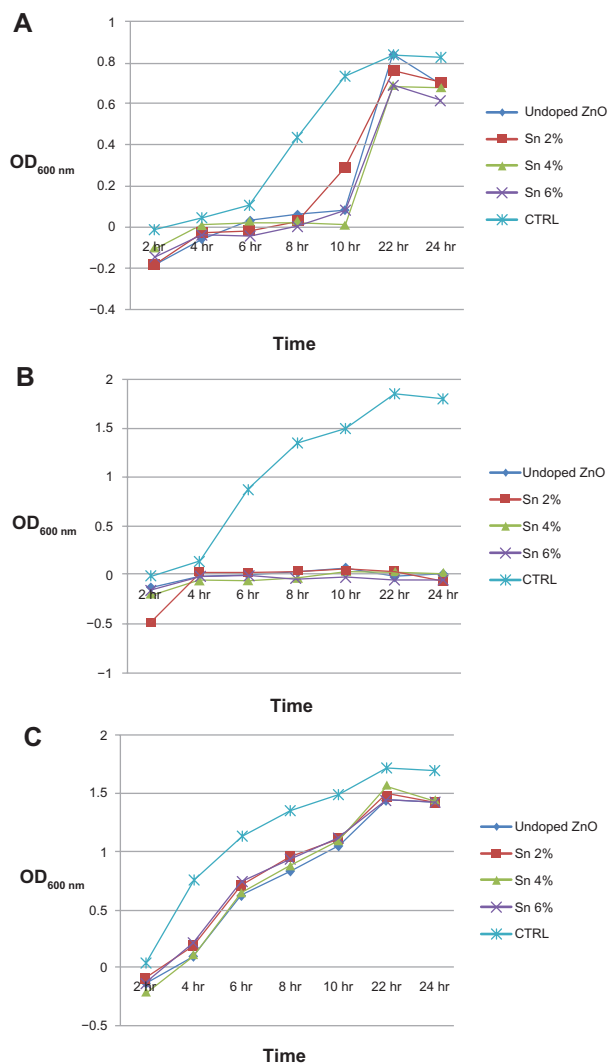 A
1
0.8
0.6
0.4
0.2
0
−0.2
−0.4
OD600 nm
2 hr 4 hr 6 hr 8 hr 10 hr 22 hr 24 hr
Time
Undoped ZnO
Sn 2%
Sn 4%
Sn 6%
CTRL
B
2
1.5
1
0.5
0
−0.5
−1
OD600 nm
2 hr 4 hr 6 hr 8 hr 10 hr 22 hr 24 hr
Time
Undoped ZnO
Sn 2%
Sn 4%
Sn 6%
CTRL
C
2
1.5
1
0.5
0
−0.5
OD600 nm
2 hr 4 hr 6 hr 8 hr 10 hr 22 hr 24 hr
Time
Undoped ZnO
Sn 2%
Sn 4%
Sn 6%
CTRL